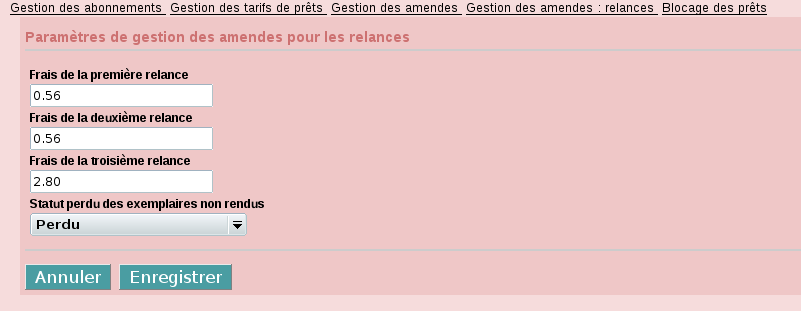 Gestion des abonnements Gestion des tarifs de prêts Gestion des amendes Gestion des amendes : relances Blocage des prêts
Paramètres de gestion des amendes pour les relances
Frais de la première relance
0.56
Frais de la deuxième relance
0.56
Frais de la troisième relance
2.80
Statut perdu des exemplaires non rendus
Perdu
Annuler Enregistrer